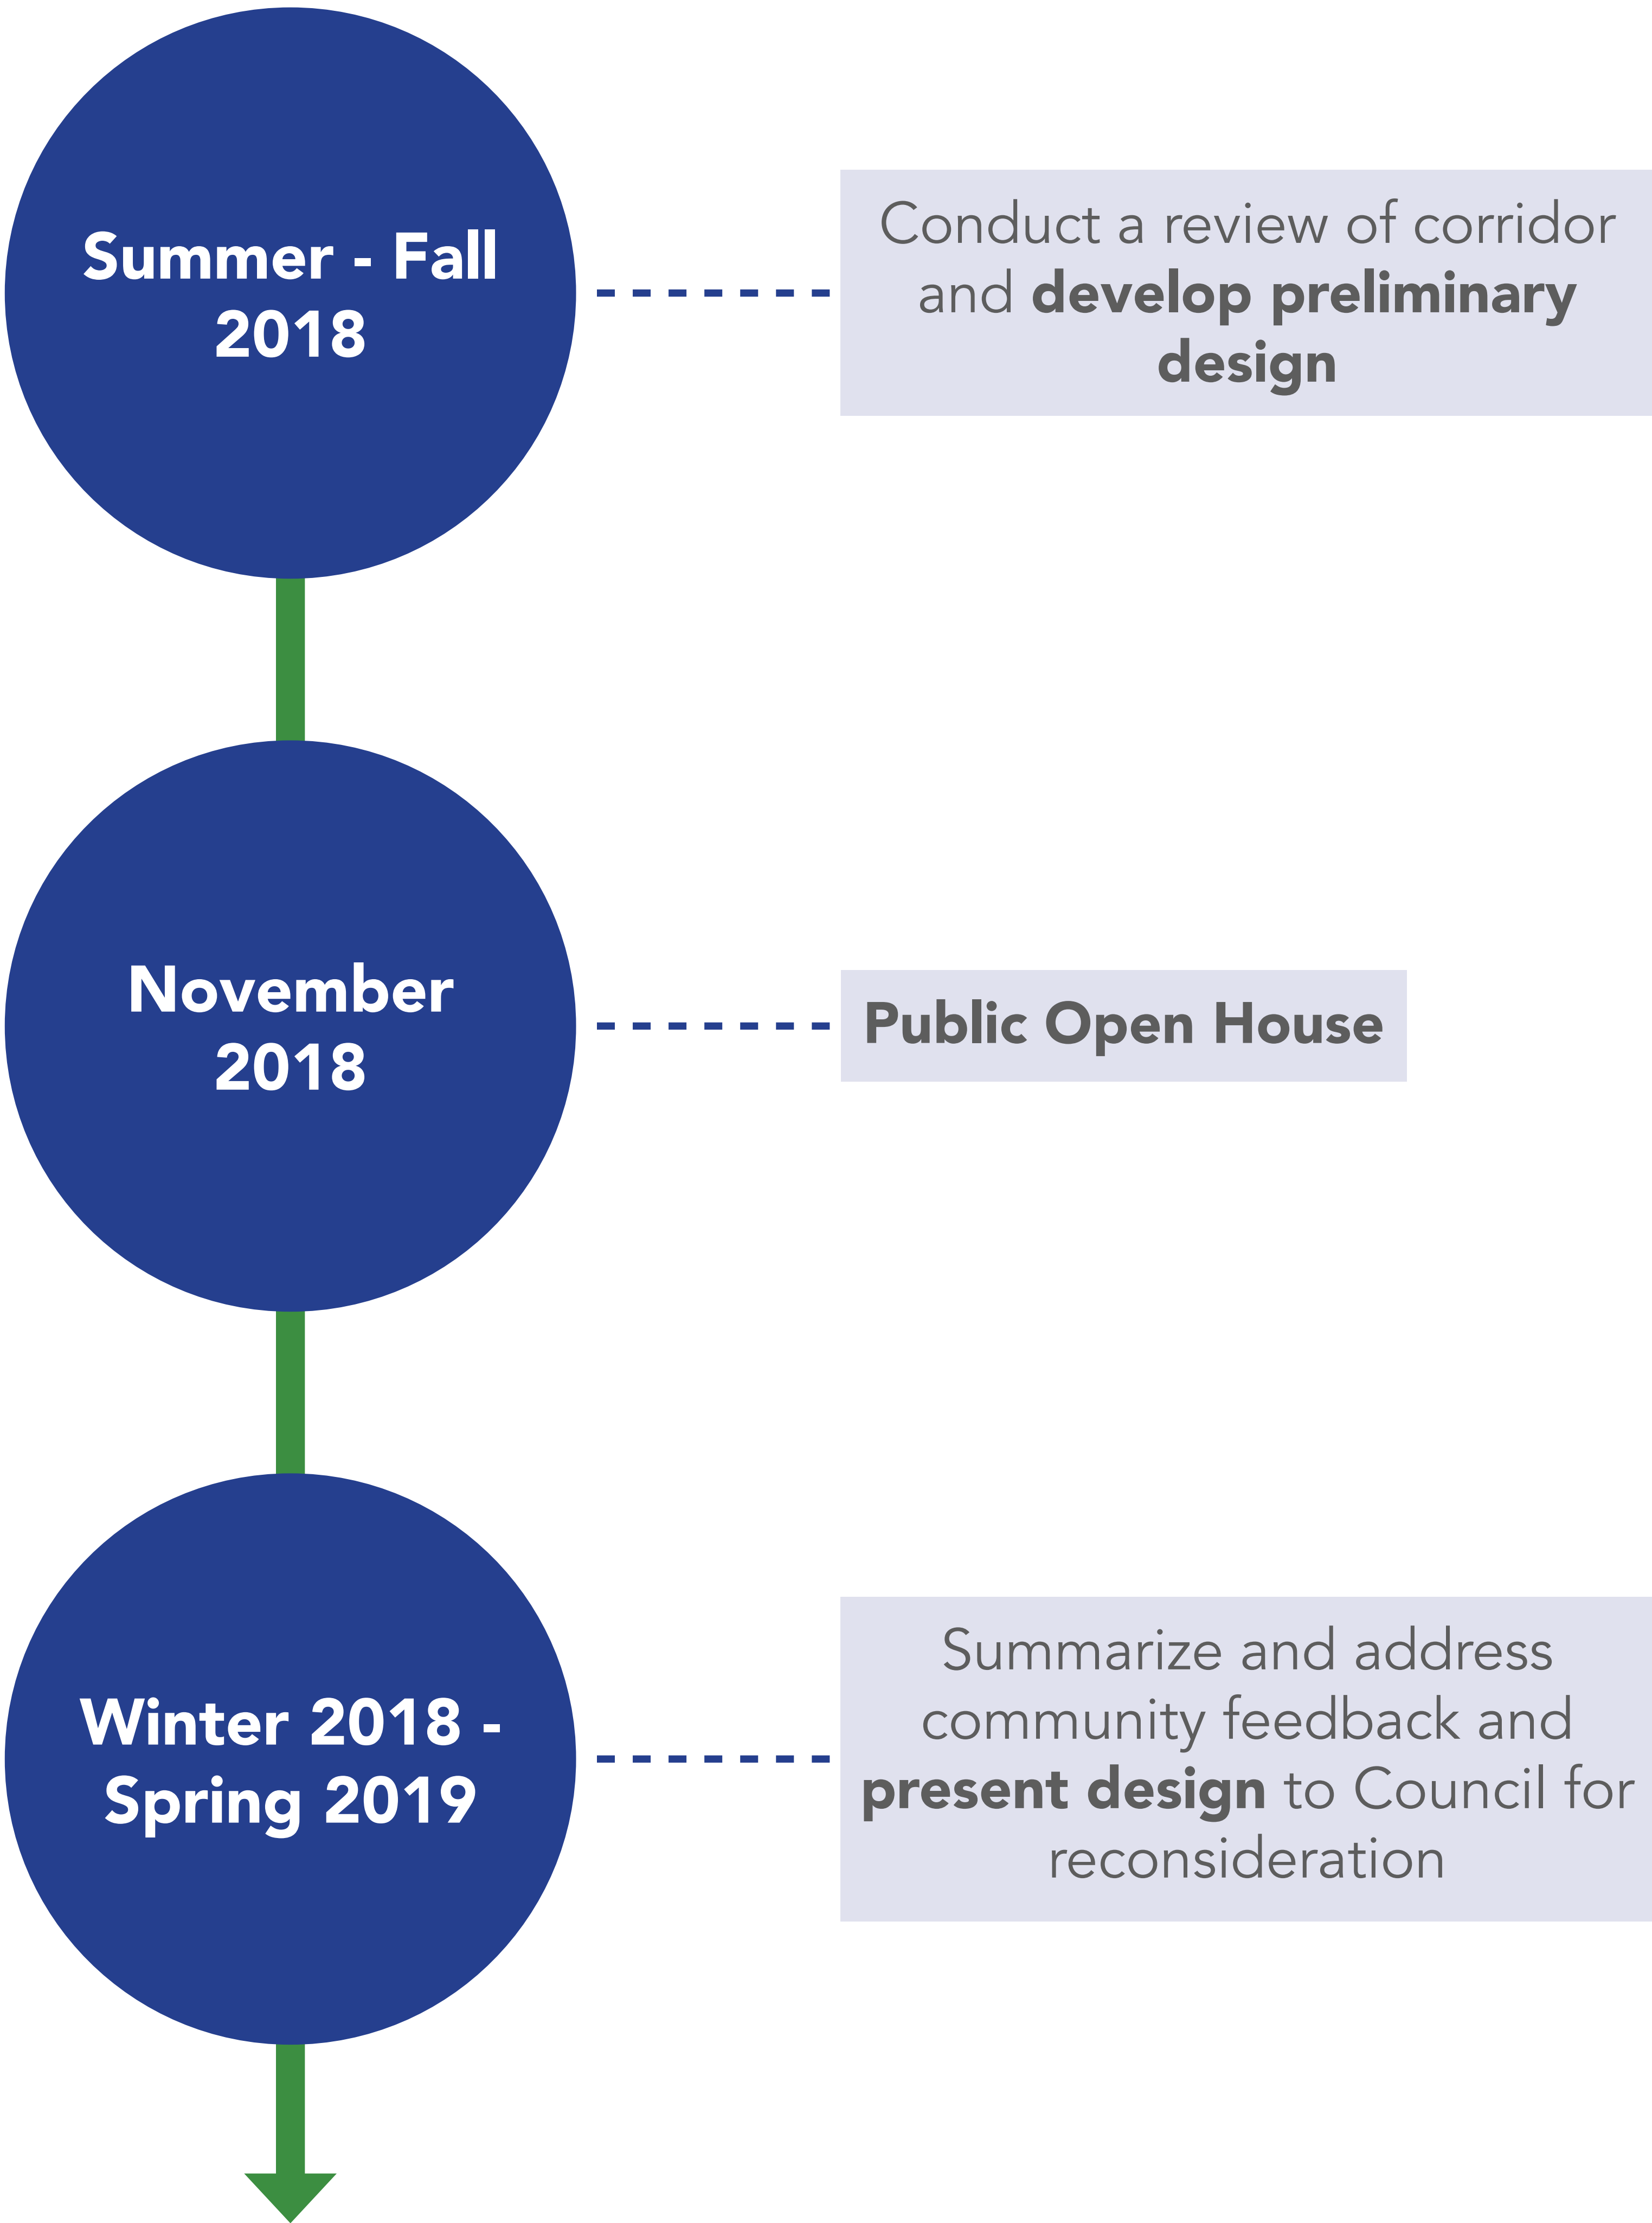 Summer - Fall
2018
Conduct a review of corridor
and develop preliminary
design
November
2018
Public Open House
Winter 2018 -
Spring 2019
Summarize and address
community feedback and
present design to Council for
reconsideration